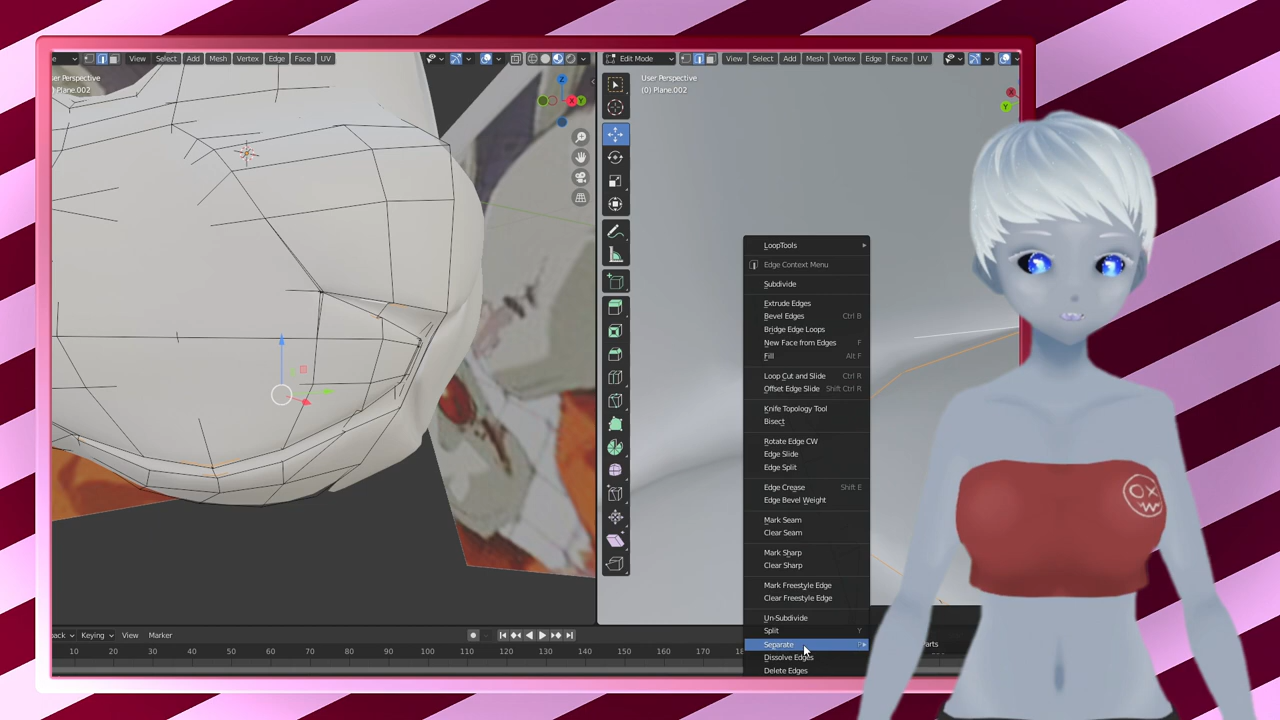 View Select Add Mesh Vertex Edge Face UV
User Perspective
(0) Plane.002
Edit Mode View Select Add Mesh Vertex Edge Face UV
User Perspective
(0) Plane.002
Z
X Y
X
Y
LoopTools
Edge Context Menu
Subdivide
Extrude Edges
Bevel Edges Ctrl B
Bridge Edge Loops
New Face from Edges F
Fill Alt F
Loop Cut and Slide Ctrl R
Offset Edge Slide Shift Ctrl R
Knife Topology Tool
Bisect
Rotate Edge CW
Edge Slide
Edge Split
Edge Crease Shift E
Edge Bevel Weight
Mark Seam
Clear Seam
Mark Sharp
Clear Sharp
Mark Freestyle Edge
Clear Freestyle Edge
Un-Subdivide
Split Y
Separate P
Dissolve Edges
Delete Edges
Keying View Marker
10 20 30 40 50 60 70 80 90 100 110 120 130 140 150 160 170
OX
W